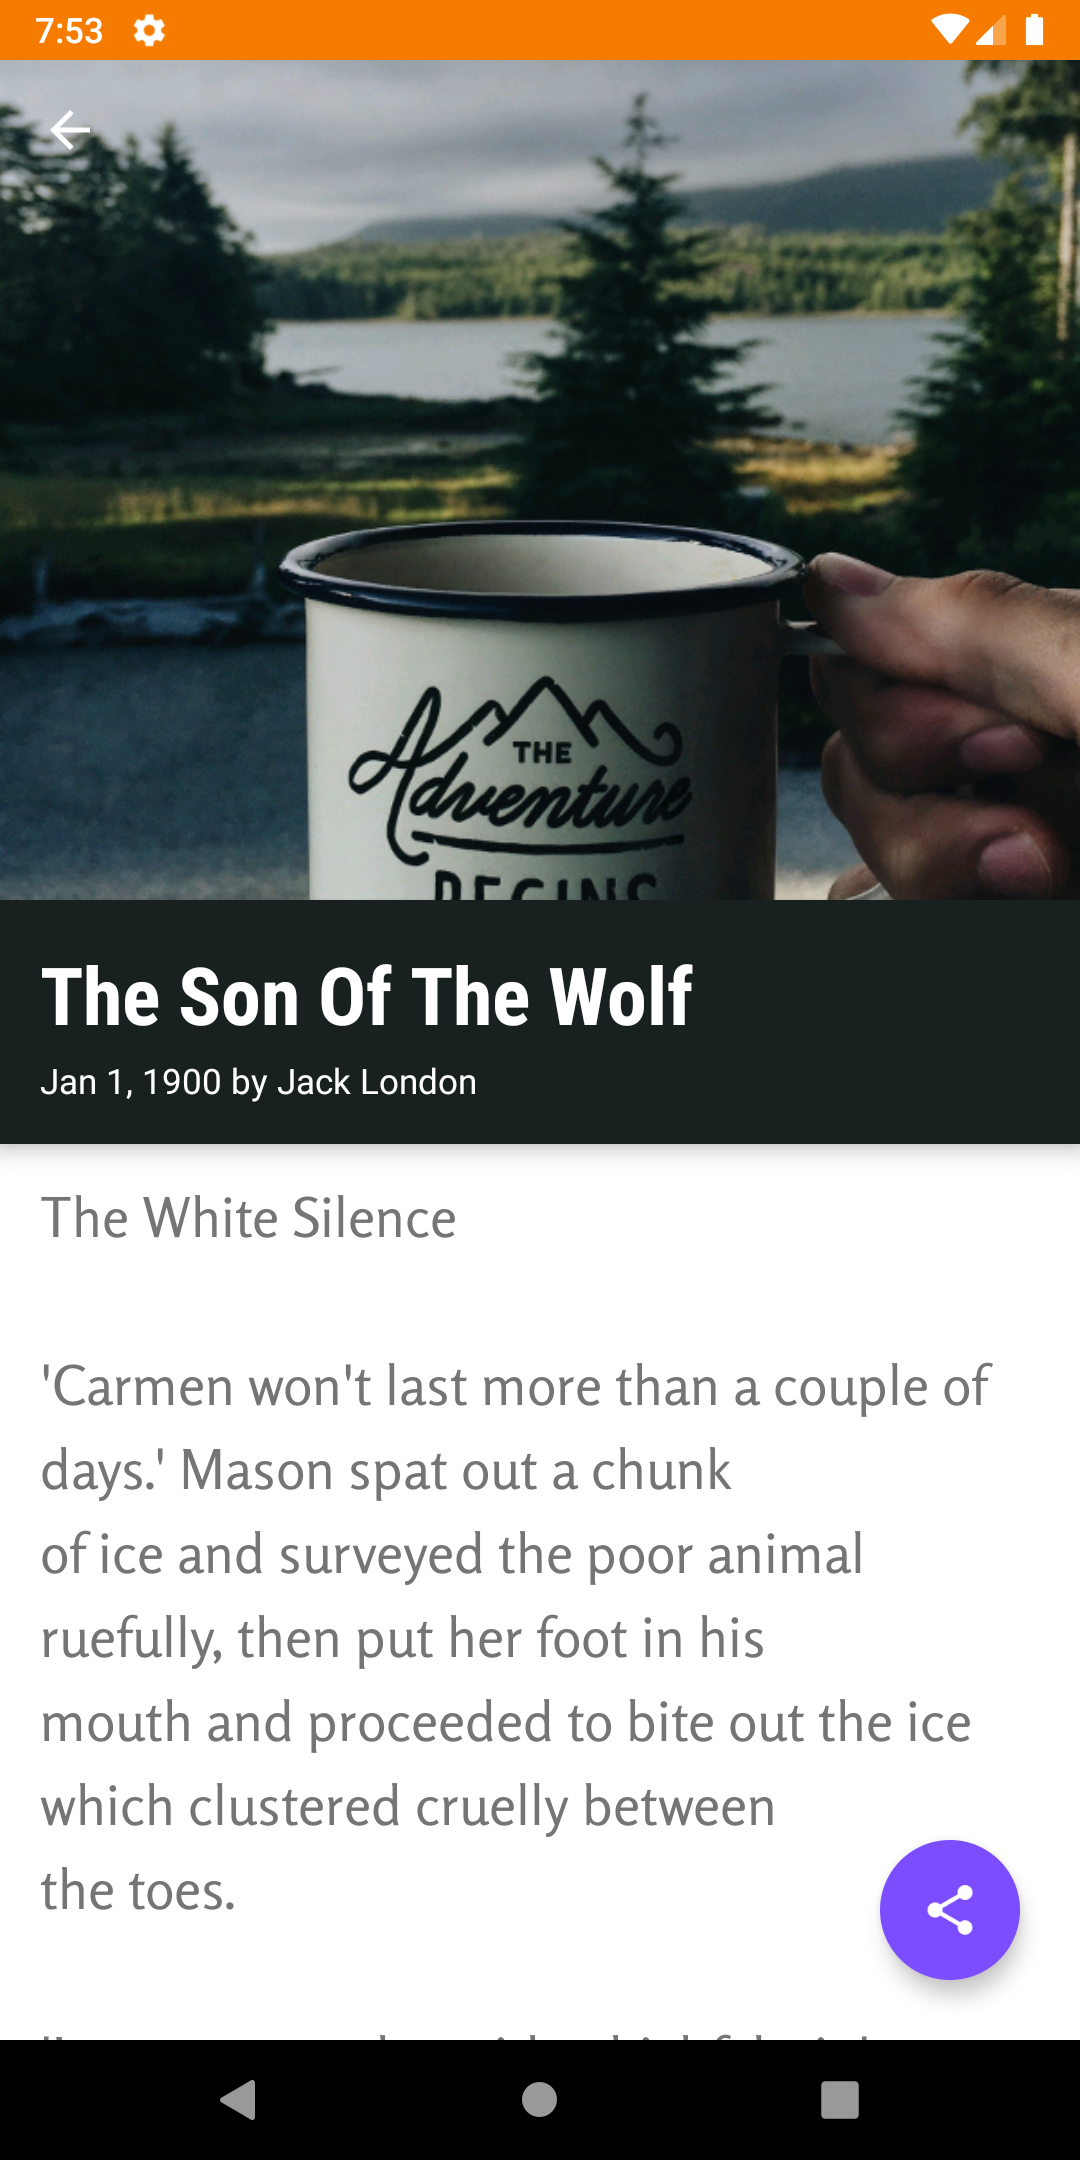 7:53
THE
Adventure
BEGINS
The Son Of The Wolf
Jan 1, 1900 by Jack London
The White Silence
'Carmen won't last more than a couple of
days.' Mason spat out a chunk
of ice and surveyed the poor animal
ruefully, then put her foot in his
mouth and proceeded to bite out the ice
which clustered cruelly between
the toes.